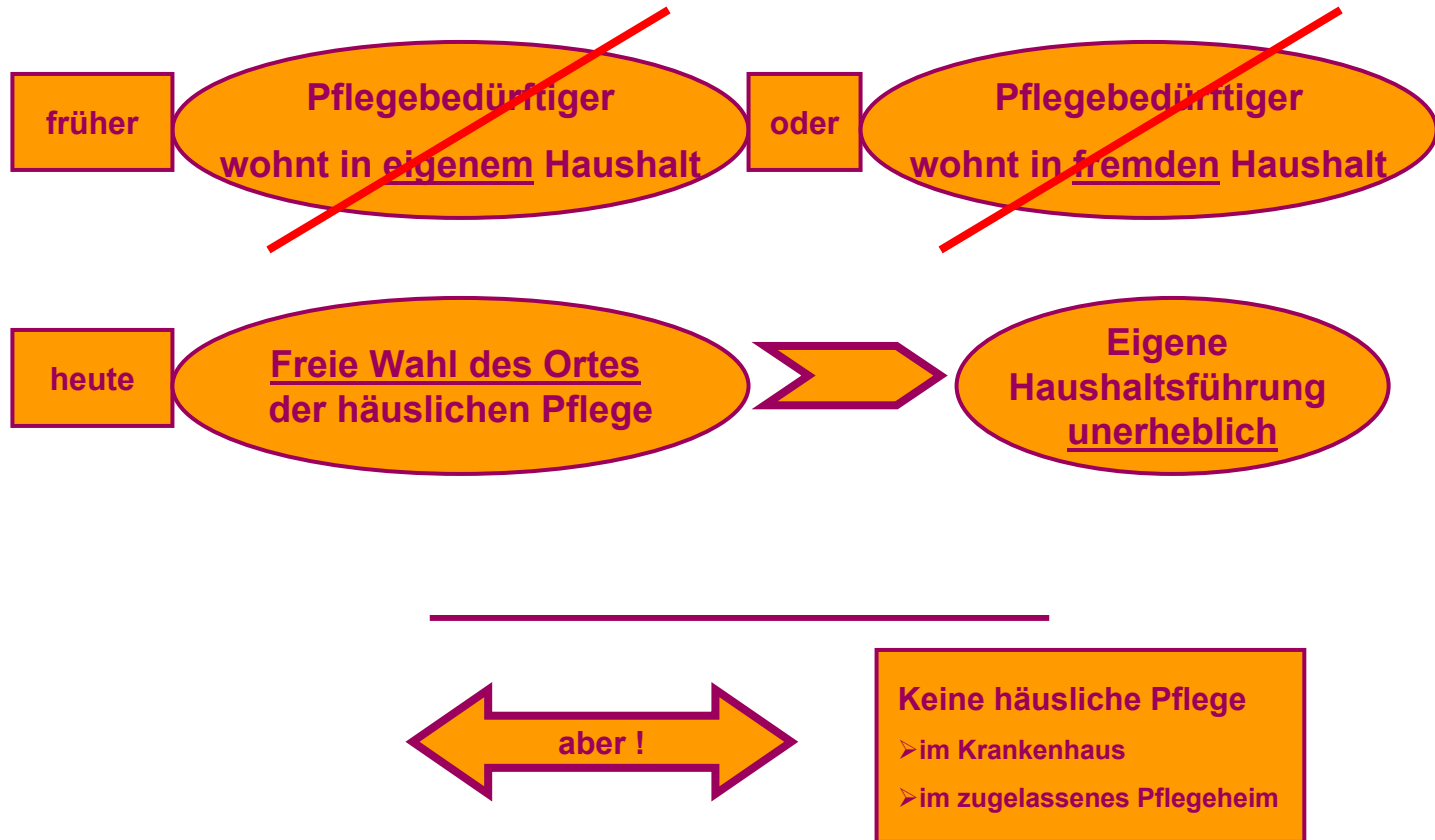 früher
Pflegebedürftiger
wohnt in eigenem Haushalt
oder
Pflegebedürftiger
wohnt in fremden Haushalt
heute
Freie Wahl des Ortes
der häuslichen Pflege
Eigene
Haushaltsführung
unerheblich
aber !
Keine häusliche Pflege
➢im Krankenhaus
➢im zugelassenes Pflegeheim